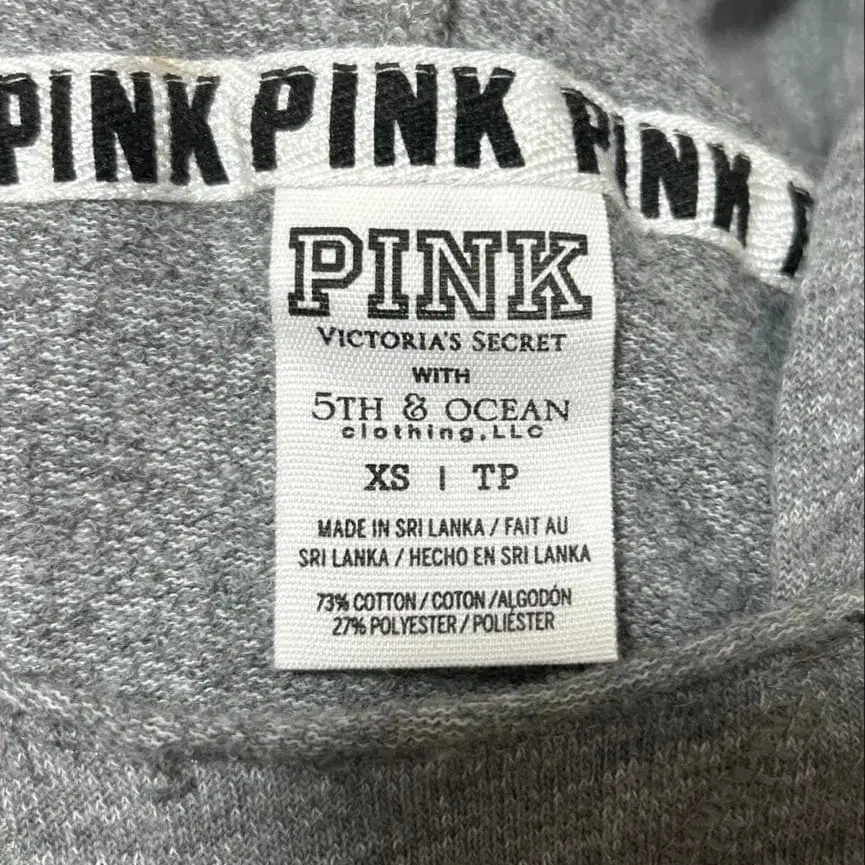 PINK PINK PINK P
PINK
VICTORIA'S SECRET
WITH
5TH & OCEAN
clothing,LLC
XS | TP
MADE IN SRI LANKA / FAIT AU
SRI LANKA / HECHO EN SRI LANKA
73% COTTON / COTON /ALGODÓN
27% POLYESTER / POLIÉSTER